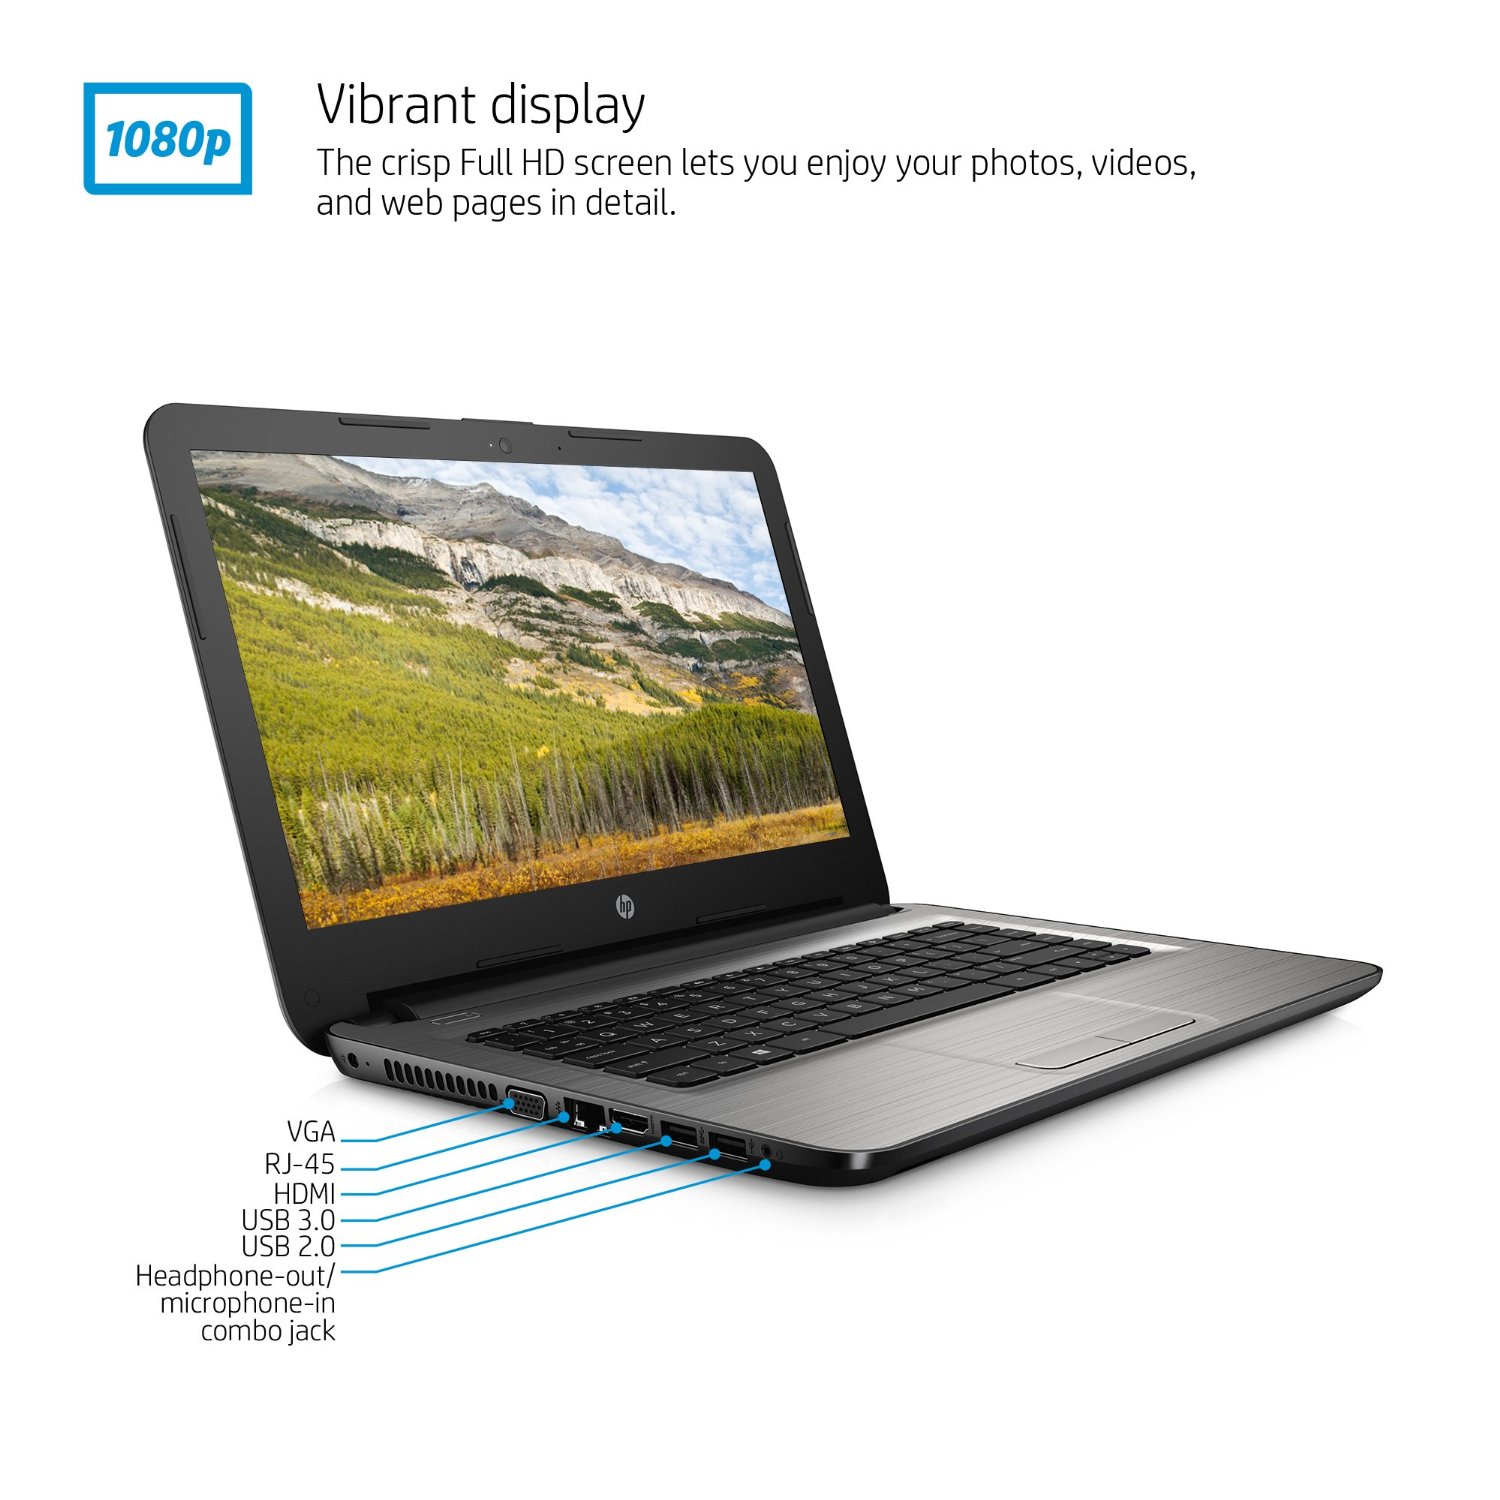 1080p
Vibrant display
The crisp Full HD screen lets you enjoy your photos, videos,
and web pages in detail.
hp
VGA
RJ-45
HDMI
USB 3.0
USB 2.0
Headphone-out/
microphone-in
combo jack